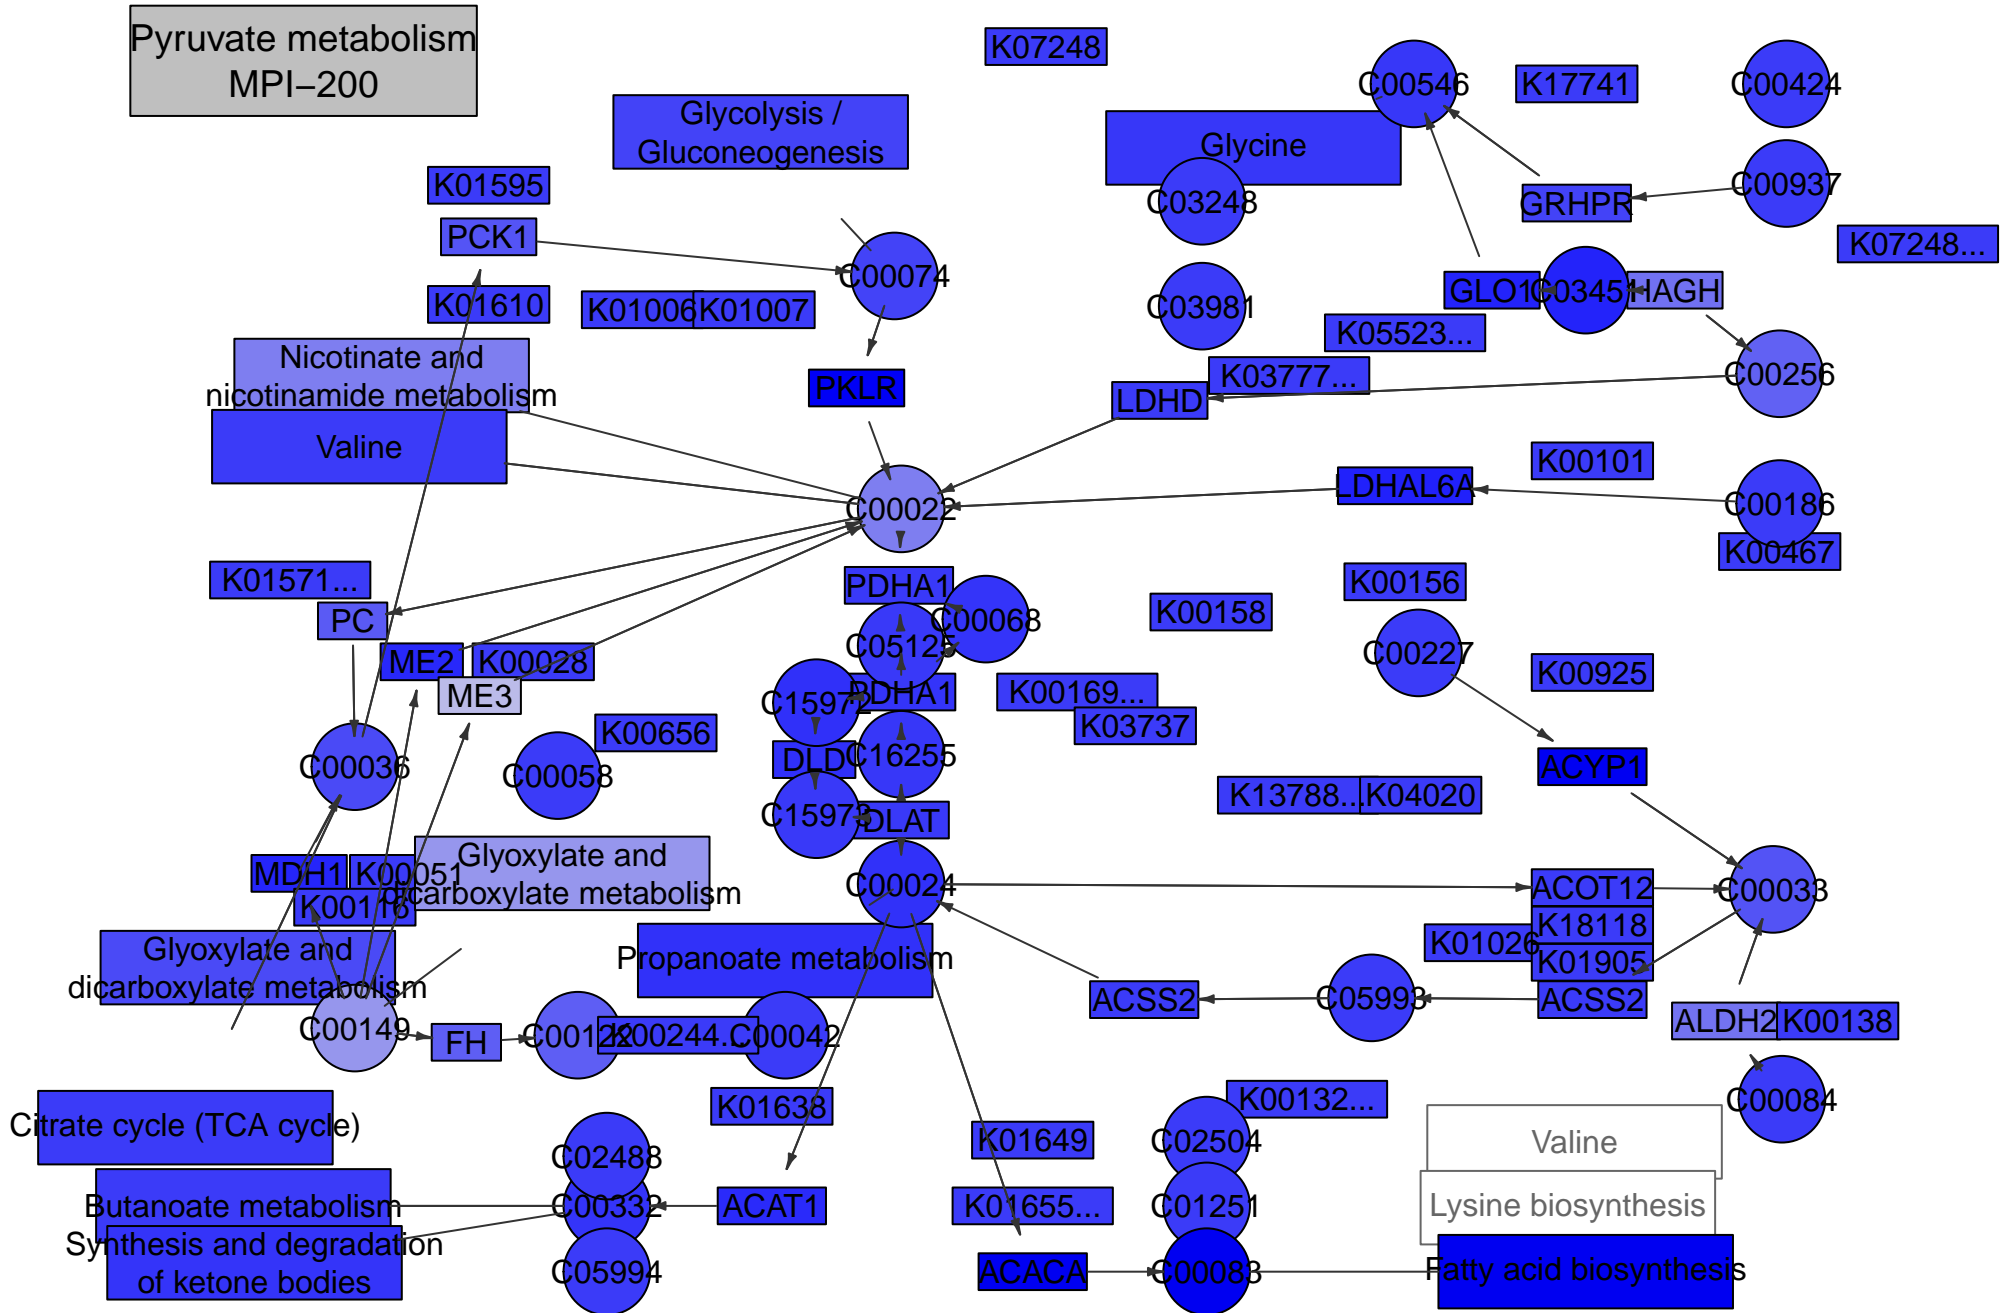 Pyruvate metabolism
MPI−200
K07248
C00546
K17741
C00424
Glycolysis /
Gluconeogenesis
Glycine
K01595
C03248
GRHPR
C00937
PCK1
K07248...
C00074
K01610
K01006
K01007
C03981
GLO1
C03451
HAGH
K05523...
Nicotinate and
nicotinamide metabolism
PKLR
K03777...
C00256
LDHD
Valine
K00101
LDHAL6A
C00022
C00186
K00467
K01571...
PDHA1
K00156
PC
C00068
K00158
C05125
C00227
ME2
K00028
ME3
K00925
C15972
PDHA1
K00169...
K03737
K00656
C00036
C00058
DLD
C16255
ACYP1
C15973
DLAT
K13788...
K04020
MDH1
K00051
Glyoxylate and
dicarboxylate metabolism
K00116
C00024
ACOT12
C00033
K18118
Glyoxylate and
dicarboxylate metabolism
Propanoate metabolism
K01026
K01905
ACSS2
C05993
ACSS2
C00149
FH
C00122
K00244...
C00042
ALDH2
K00138
K01638
K00132...
C00084
Citrate cycle (TCA cycle)
C02488
K01649
C02504
Valine
Butanoate metabolism
C00332
ACAT1
K01655...
C01251
Lysine biosynthesis
Synthesis and degradation
of ketone bodies
C05994
ACACA
C00083
Fatty acid biosynthesis